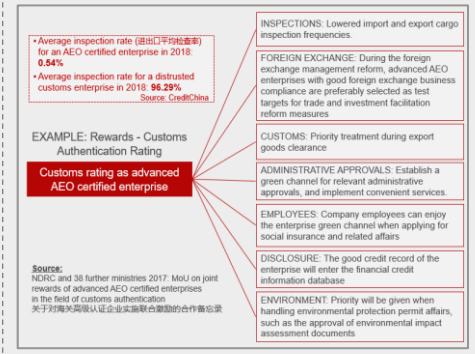 • Average inspection rate (进出口平均检查率)
for an AEO certified enterprise in 2018:
0.54%
• Average inspection rate for a distrusted
customs enterprise in 2018: 96.29%
Source: CreditChina
EXAMPLE: Rewards - Customs
Authentication Rating
Customs rating as advanced
AEO certified enterprise
Source:
NDRC and 38 further ministries 2017: MoU on joint
rewards of advanced AEO certified enterprises
in the field of customs authentication
关于对海关高级认证企业实施联合激励的合作备忘录
INSPECTIONS: Lowered import and export cargo
inspection frequencies.
FOREIGN EXCHANGE: During the foreign
exchange management reform, advanced AEO
enterprises with good foreign exchange business
compliance are preferably selected as test
targets for trade and investment facilitation
reform measures
CUSTOMS: Priority treatment during export
goods clearance
ADMINISTRATIVE APPROVALS: Establish a
green channel for relevant administrative
approvals, and implement convenient services.
EMPLOYEES: Company employees can enjoy
the enterprise green channel when applying for
social insurance and related affairs
DISCLOSURE: The good credit record of the
enterprise will enter the financial credit
information database
ENVIRONMENT: Priority will be given when
handling environmental protection permit affairs,
such as the approval of environmental impact
assessment documents